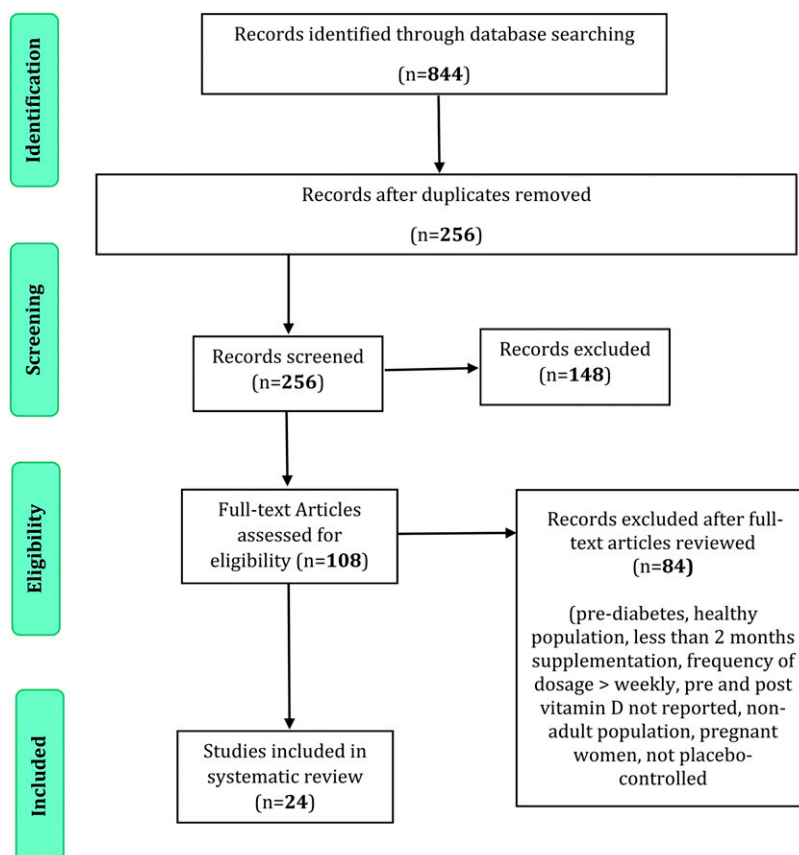 Identification
Records identified through database searching
(n=844)
Records after duplicates removed
(n=256)
Screening
Records screened
(n=256)
Records excluded
(n=148)
Eligibility
Full-text Articles
assessed for
eligibility (n=108)
Records excluded after full-
text articles reviewed
(n=84)
(pre-diabetes, healthy
population, less than 2 months
supplementation, frequency of
dosage > weekly, pre and post
vitamin D not reported, non-
adult population, pregnant
women, not placebo-
controlled
Included
Studies included in
systematic review
(n=24)